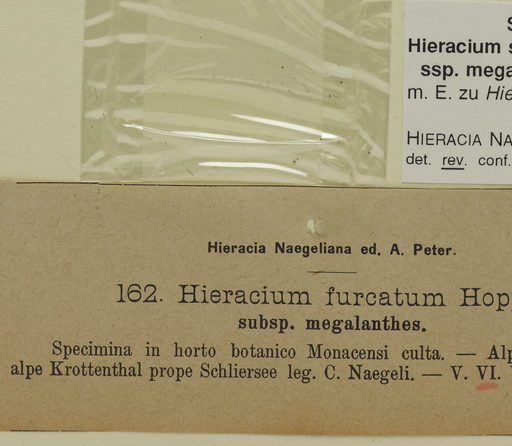 Hieracium s
ssp. mega
m. E. zu Hie
HIERACIA NA
det. rev. conf.
Hieracia Naegeliana ed. A. Peter.
162. Hieracium furcatum Hop
subsp. megalanthes.
Specimina in horto botanico Monacensi culta. — Alp
alpe Krottenthal prope Schliersee leg. C. Naegeli. — V. VI.